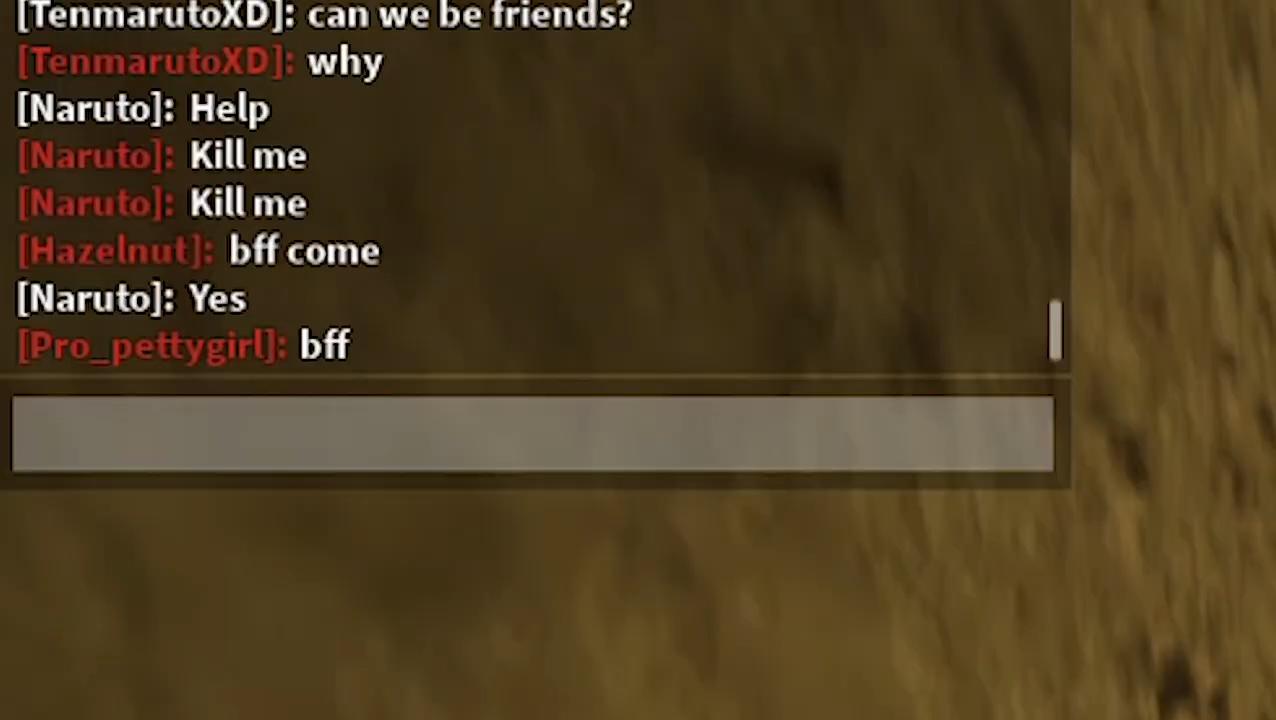 [TenmarutoXD]: can we be friends?
[TenmarutoXD]: why
[Naruto]: Help
[Naruto]: Kill me
[Naruto]: Kill me
[Hazelnut]: bff come
[Naruto]: Yes
[Pro_pettygirl]: bff